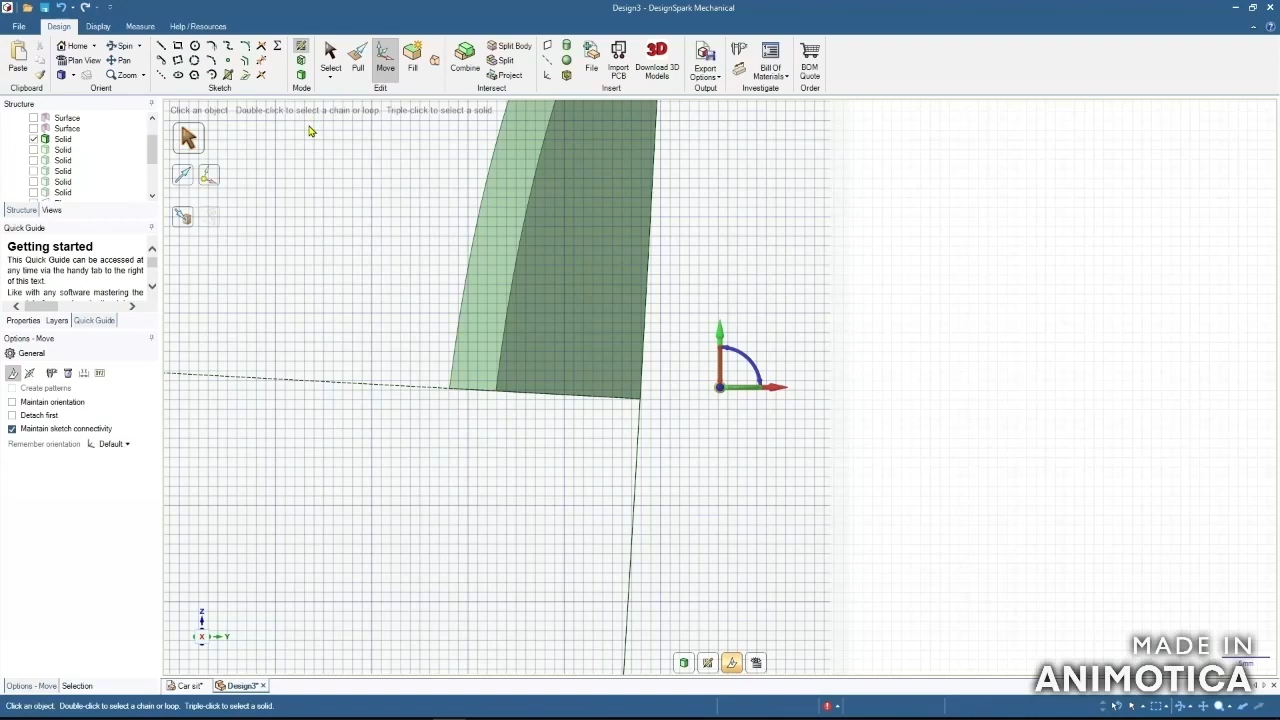 Design3 - DesignSpark Mechanical
File Design Display Measure Help / Resources
Paste
Home Spin
Plan View Pan
Zoom
Select Pull Move Fill
Combine
Split Body
Split
Project
File Import PCB Download 3D Models
3D
Export Options
Bill Of Materials
BOM Quote
Clipboard Orient Sketch Mode Edit Intersect Insert Output Investigate Order
Structure
Surface
Surface
Solid
Solid
Solid
Solid
Solid
Solid
Structure Views
Click an object Double-click to select a chain or loop Triple-click to select a solid
Quick Guide
Getting started
This Quick Guide can be accessed at
any time via the handy tab to the right
of this text.
Like with any software mastering the
Properties Layers Quick Guide
Options - Move
General
Create patterns
Maintain orientation
Detach first
Maintain sketch connectivity
Remember orientation Default
Z
X Y
MADE IN
ANIMOTICA
Options - Move Selection
Car sit* Design3*
Click an object. Double-click to select a chain or loop. Triple-click to select a solid.